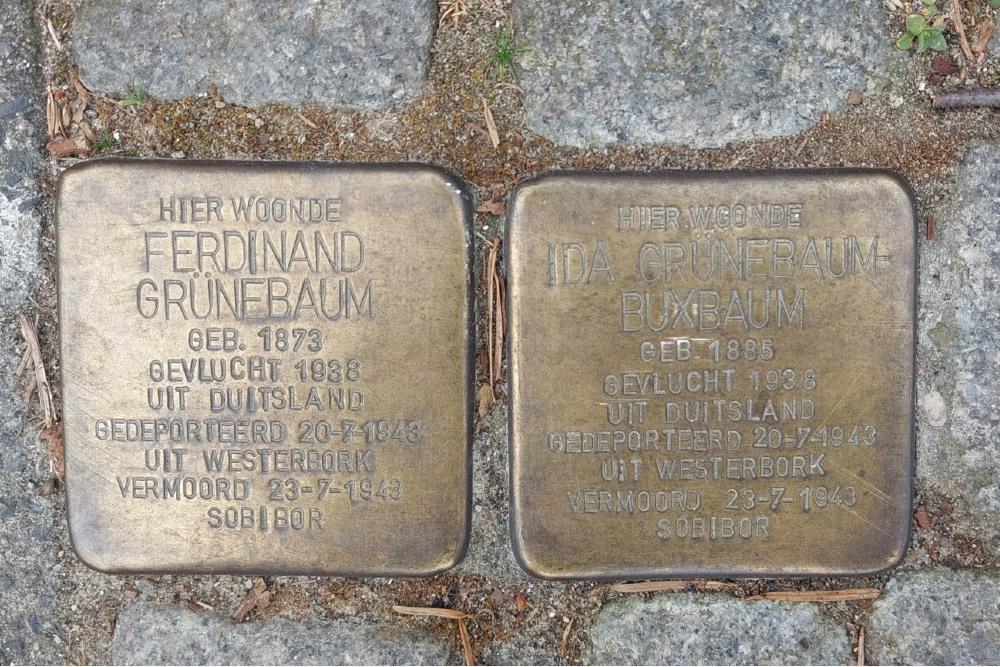 HIER WOONDE
FERDINAND
GRÜNEBAUM
GEB. 1873
GEVLUCHT 1938
UIT DUITSLAND
GEDEPORTEERD 20-7-1943
UIT WESTERBORK
VERMOORD 23-7-1943
SOBIBOR
HIER WOONDE
IDA GRÜNEBAUM-
BUXBAUM
GEB. 1885
GEVLUCHT 1938
UIT DUITSLAND
GEDEPORTEERD 20-7-1943
UIT WESTERBORK
VERMOORD 23-7-1943
SOBIBOR